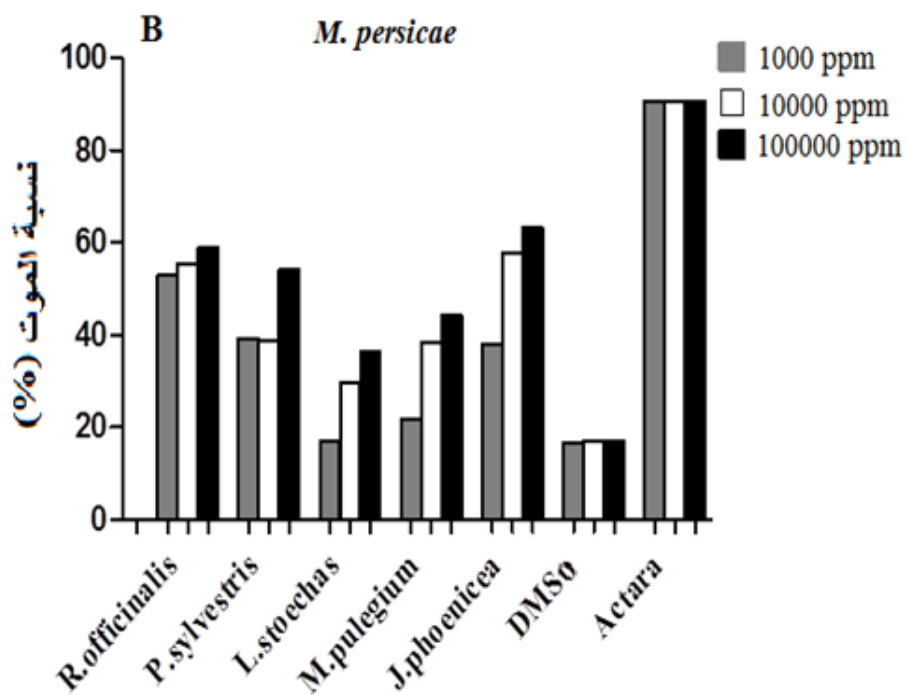 B
M. persicae
1000 ppm
10000 ppm
100000 ppm
نسبة الموت (%)
100
80
60
40
20
0
R.officinalis
P.sylvestris
L.stoechas
M.pulegium
J.phoenicea
DMSo
Actara